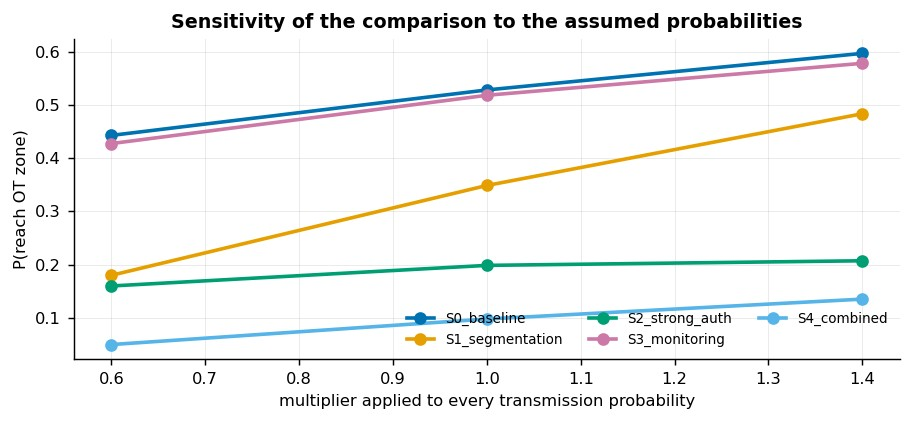 Sensitivity of the comparison to the assumed probabilities
P(reach OT zone)
0.6
0.5
0.4
0.3
0.2
0.1
S0_baseline
S2_strong_auth
S4_combined
S1_segmentation
S3_monitoring
0.6 0.7 0.8 0.9 1.0 1.1 1.2 1.3 1.4
multiplier applied to every transmission probability